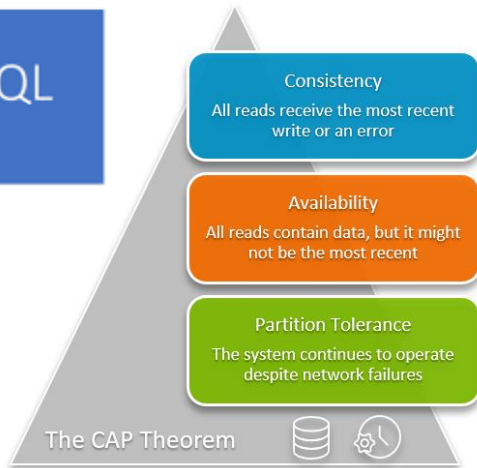 QL
Consistency
All reads receive the most recent
write or an error
Availability
All reads contain data, but it might
not be the most recent
Partition Tolerance
The system continues to operate
despite network failures
The CAP Theorem